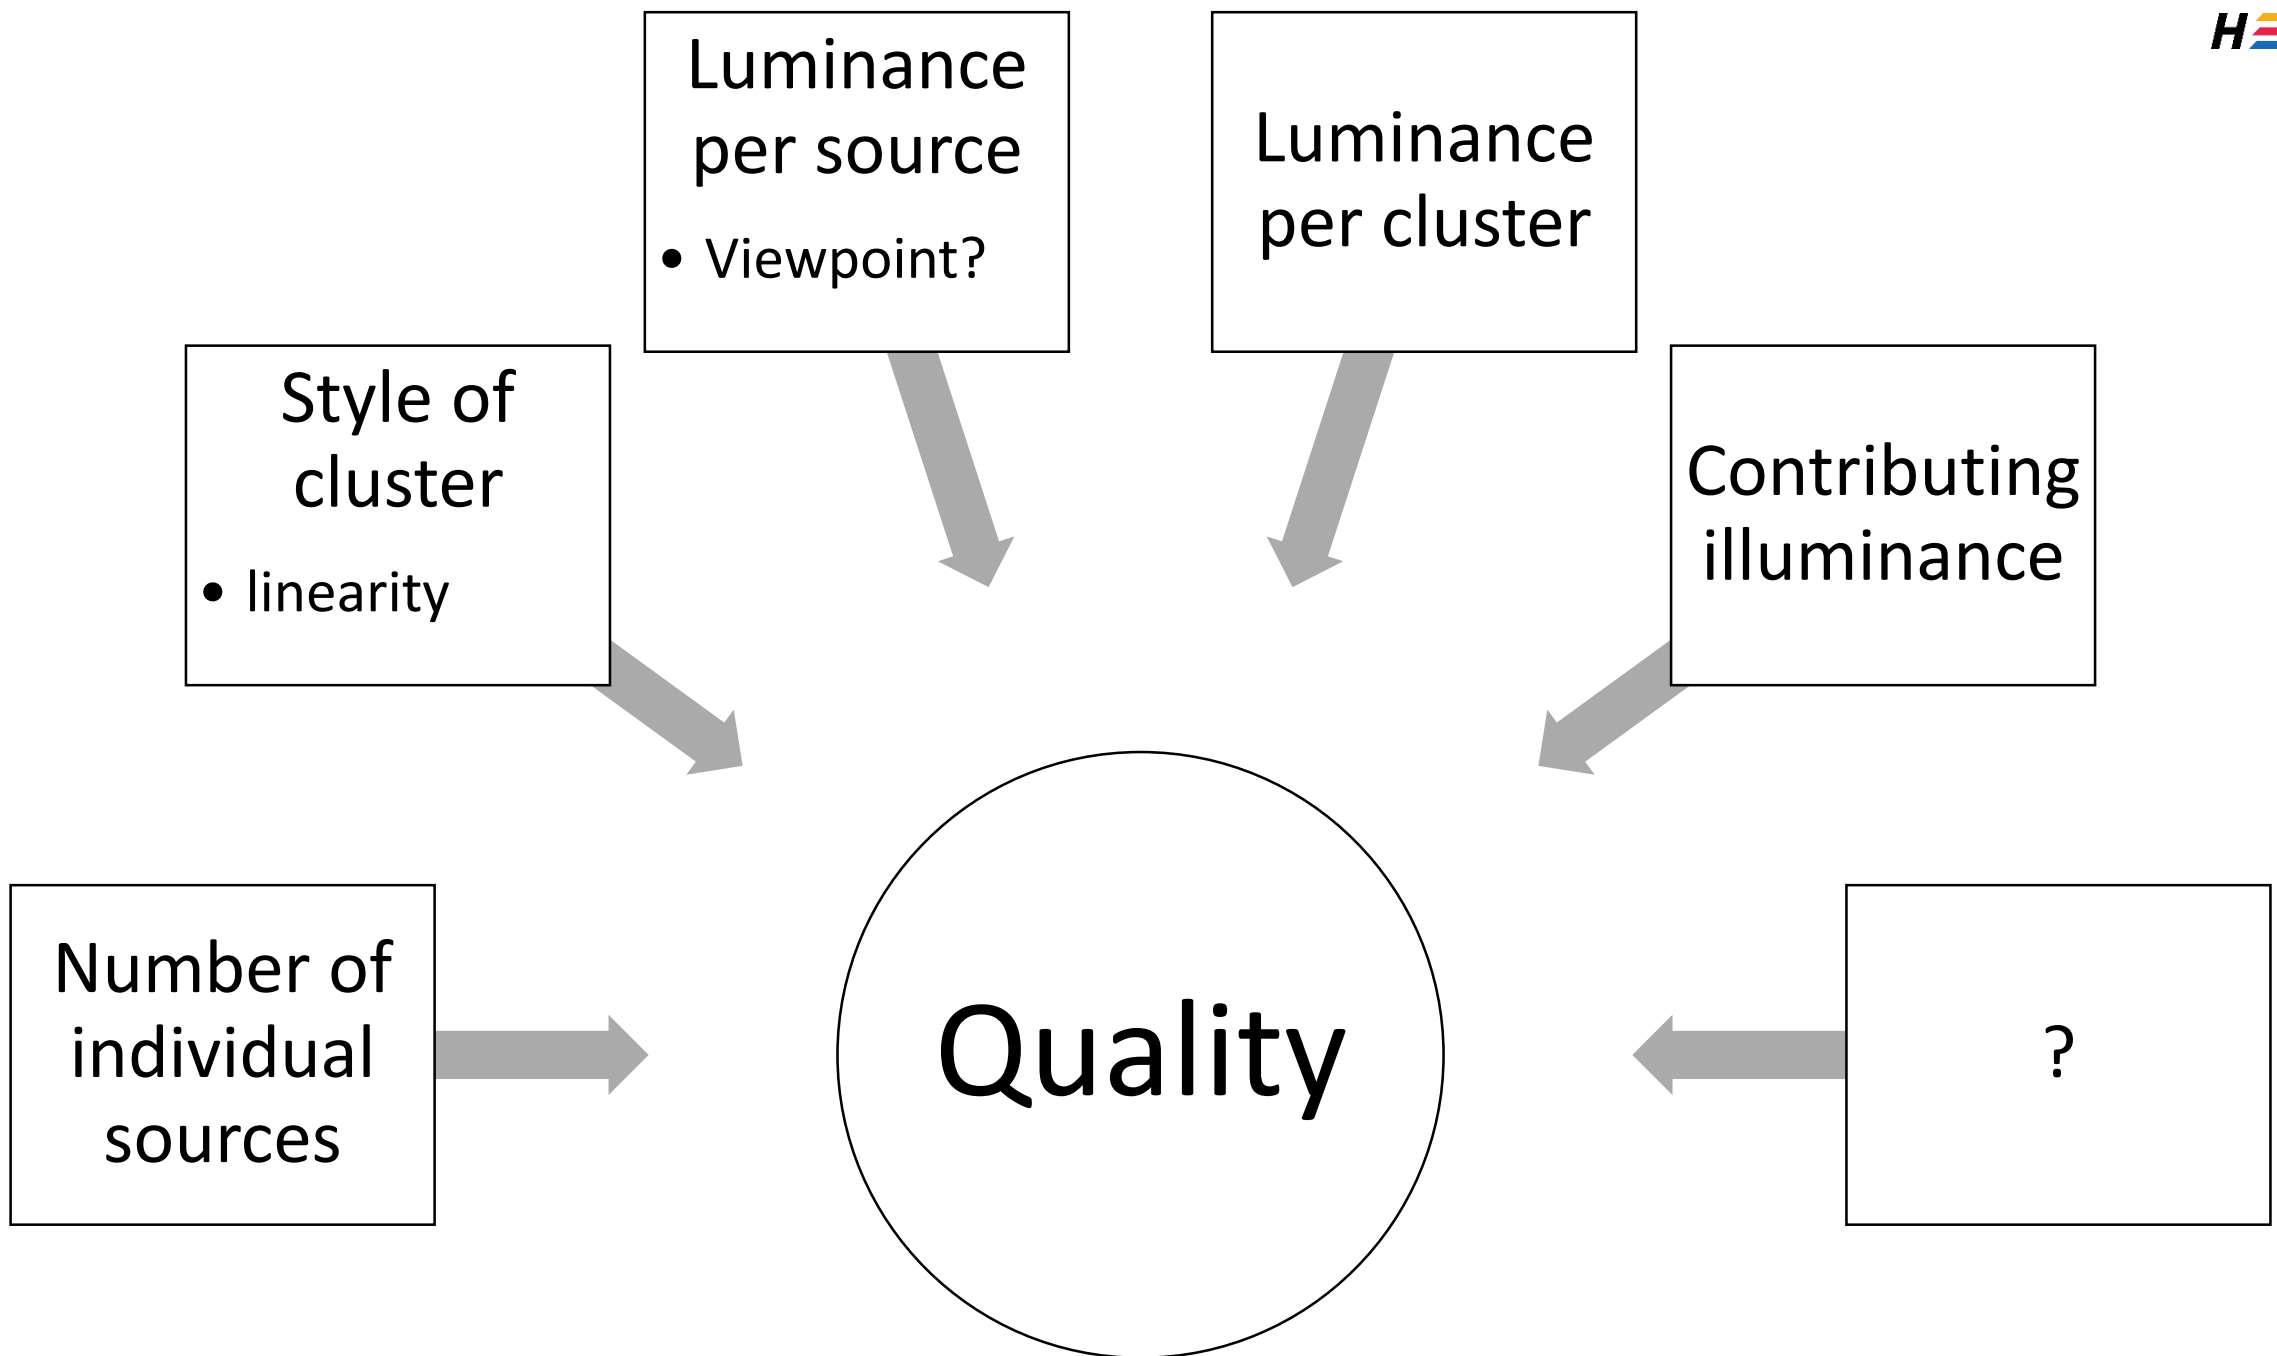 Luminance
per source
• Viewpoint?
Luminance
per cluster
Style of
cluster
• linearity
Contributing
illuminance
Number of
individual
sources
Quality
?